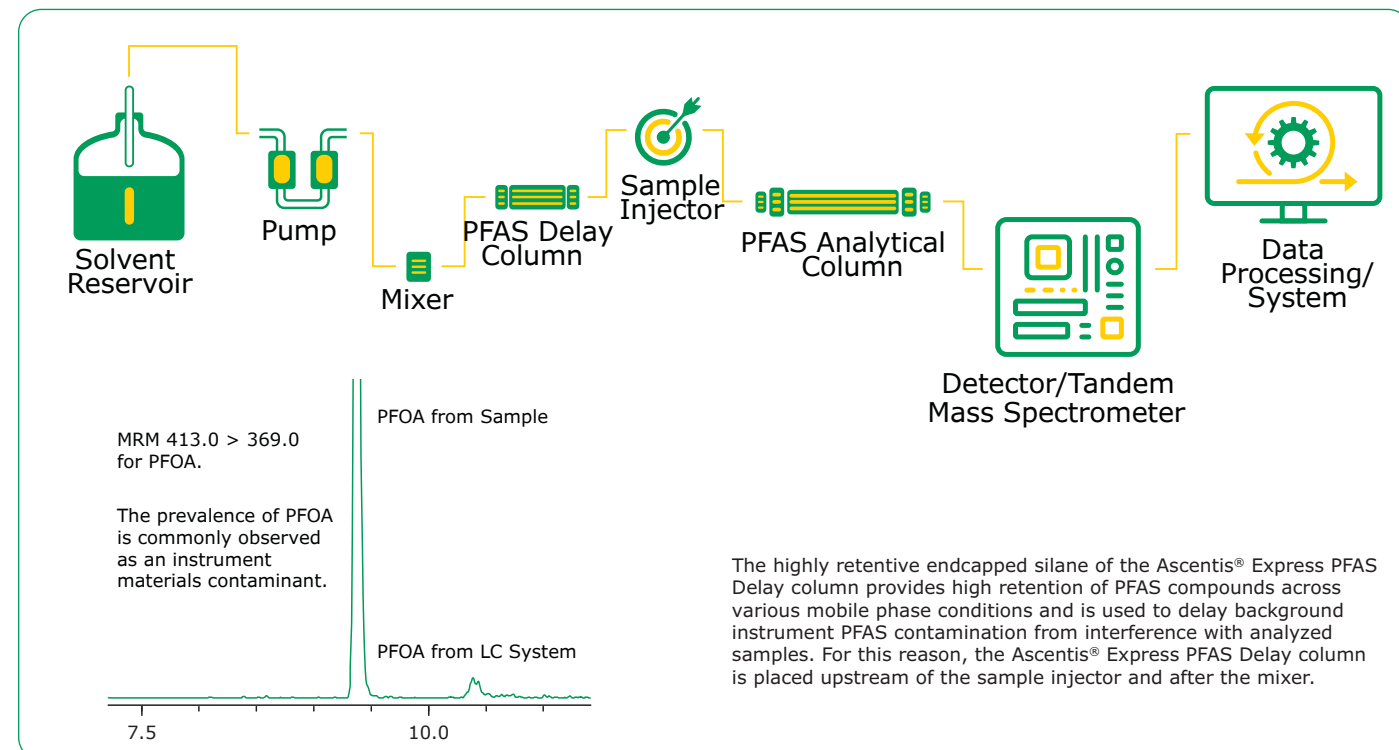 Solvent
Reservoir
Pump
Mixer
PFAS Delay
Column
Sample
Injector
PFAS Analytical
Column
Detector/Tandem
Mass Spectrometer
Data
Processing/
System
MRM 413.0 > 369.0
for PFOA.
The prevalence of PFOA
is commonly observed
as an instrument
materials contaminant.
PFOA from Sample
PFOA from LC System
7.5
10.0
The highly retentive endcapped silane of the Ascentis® Express PFAS
Delay column provides high retention of PFAS compounds across
various mobile phase conditions and is used to delay background
instrument PFAS contamination from interference with analyzed
samples. For this reason, the Ascentis® Express PFAS Delay column
is placed upstream of the sample injector and after the mixer.